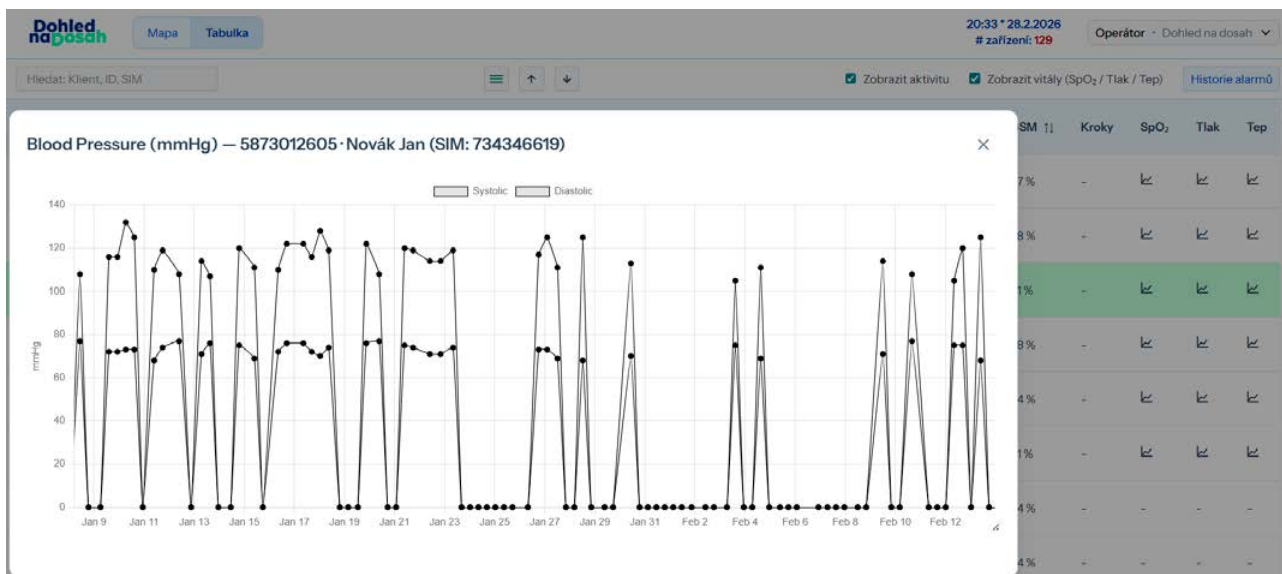 Dohled
naDosah
Mapa
Tabulka
20:33 * 28.2.2026
# zařízení: 129
Operátor · Dohled na dosah
Hledat: Klient, ID, SIM
Zobrazit aktivitu
Zobrazit vitály (SpO₂ / Tlak / Tep)
Historie alarmů
Blood Pressure (mmHg) — 5873012605 · Novák Jan (SIM: 734346619)
SM Kroky SpO₂ Tlak Tep
Systolic Diastolic
140
120
100
80
60
40
20
0
mmHg
Jan 9 Jan 11 Jan 13 Jan 15 Jan 17 Jan 19 Jan 21 Jan 23 Jan 25 Jan 27 Jan 29 Jan 31 Feb 2 Feb 4 Feb 6 Feb 8 Feb 10 Feb 12
7 % -
8 % -
1 % -
9 % -
4 % -
1 % -
4 % - - - -
4 % - - - -